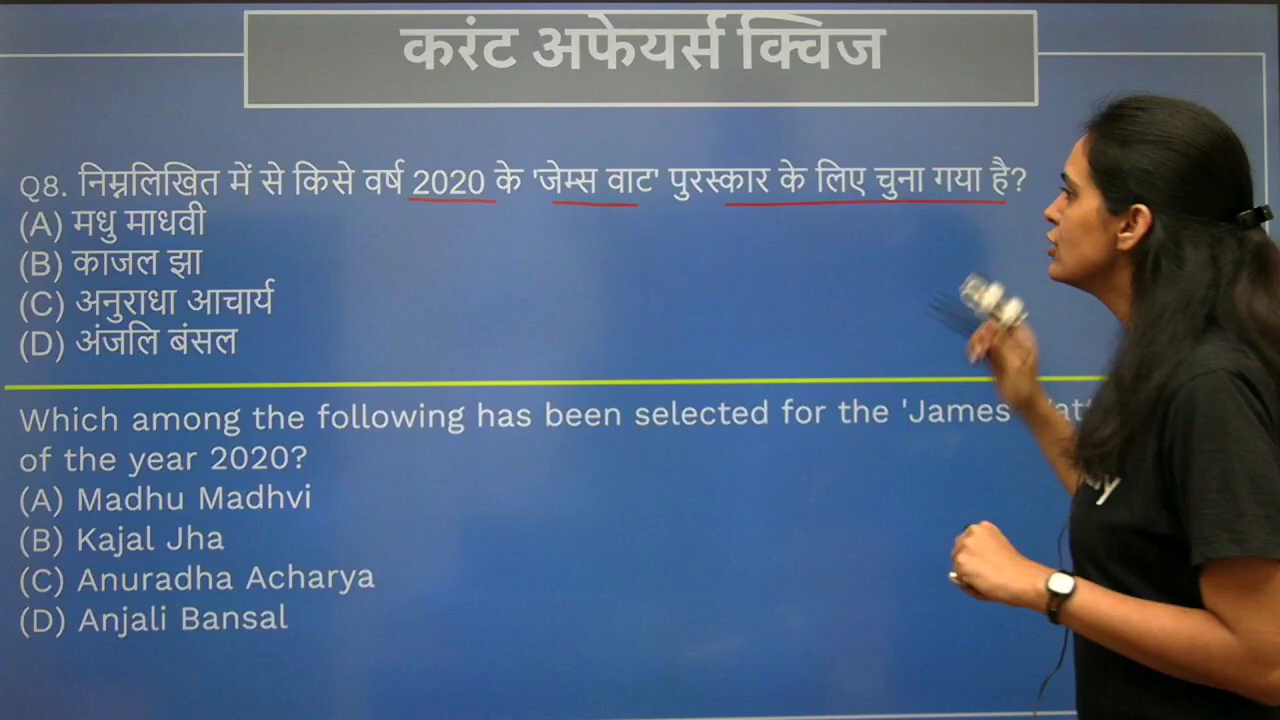 करंट अफेयर्स क्विज
Q8. निम्नलिखित में से किसे वर्ष 2020 के 'जेम्स वाट' पुरस्कार के लिए चुना गया है?
(A) मधु माधवी
(B) काजल झा
(C) अनुराधा आचार्य
(D) अंजलि बंसल
Which among the following has been selected for the 'James
of the year 2020?
(A) Madhu Madhvi
(B) Kajal Jha
(C) Anuradha Acharya
(D) Anjali Bansal